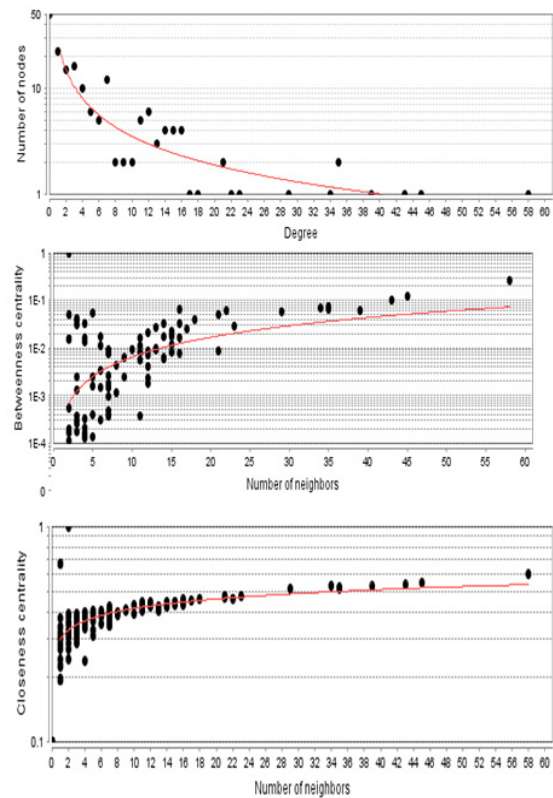 Number of nodes
50
10
1
0 2 4 6 8 10 12 14 16 18 20 22 24 26 28 30 32 34 36 38 40 42 44 46 48 50 52 54 56 58 60
Degree
Betweenness centrality
1
1E-1
1E-2
1E-3
1E-4
0
0 5 10 15 20 25 30 35 40 45 50 55 60
Number of neighbors
Closeness centrality
1
0.1
0 2 4 6 8 10 12 14 16 18 20 22 24 26 28 30 32 34 36 38 40 42 44 46 48 50 52 54 56 58 60
Number of neighbors